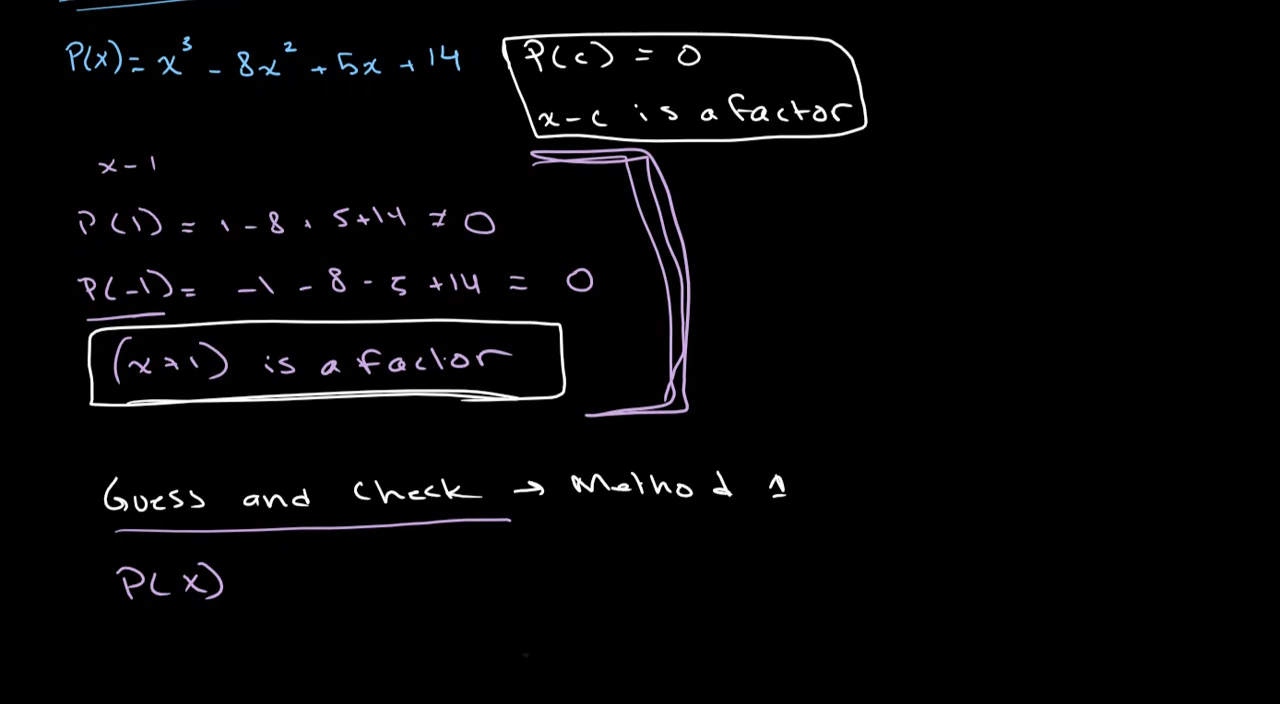 P(x) = x³ - 8x² + 5x + 14
P(c) = 0
x - c is a factor
x - 1
P(1) = 1 - 8 + 5 + 14 ≠ 0
P(-1) = -1 - 8 - 5 + 14 = 0
(x+1) is a factor
Guess and check → Method 1
P(x)